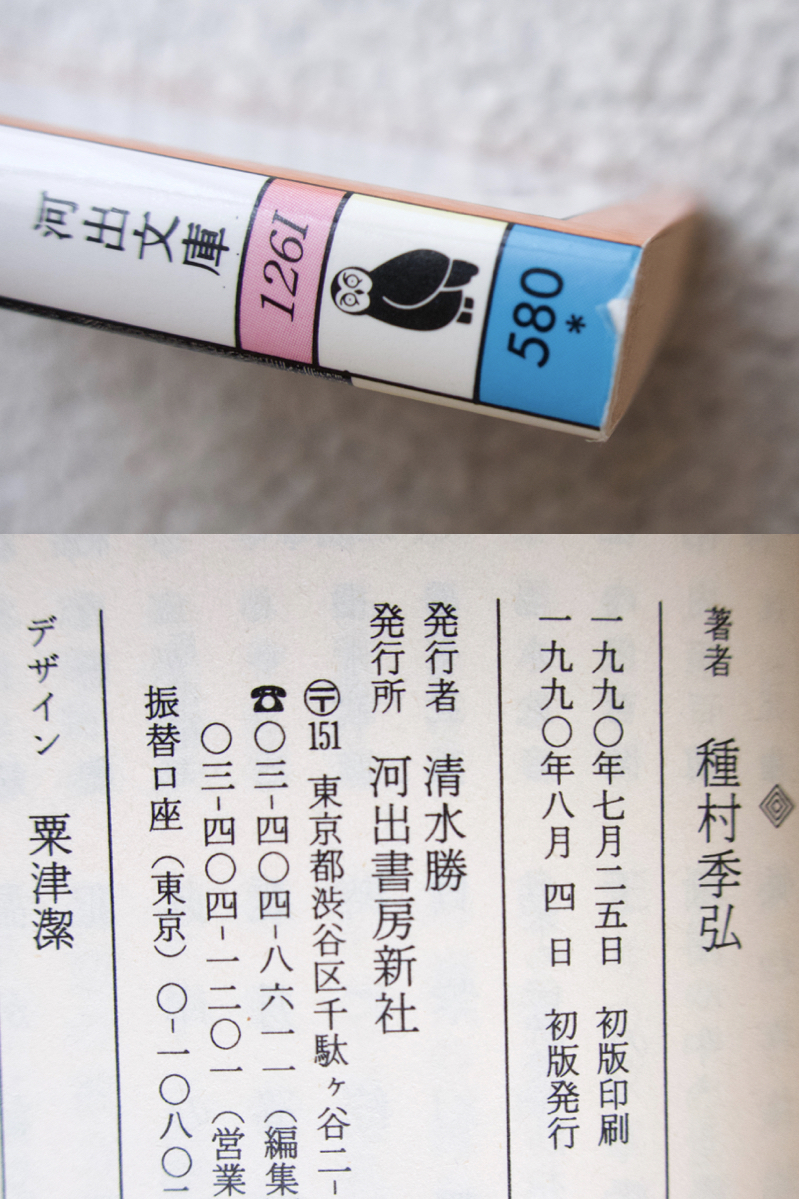 河出文庫
126I
580
*
著者 種村季弘
一九九〇年七月二五日 初版印刷
一九九〇年八月 四 日 初版発行
発行者 清水勝
発行所 河出書房新社
〒151 東京都渋谷区千駄ヶ谷二-
☎〇三-四〇四-八六一一(編集
〇三-四〇四-一二〇一(営業
振替口座(東京)〇-一〇八〇
デザイン 粟津潔